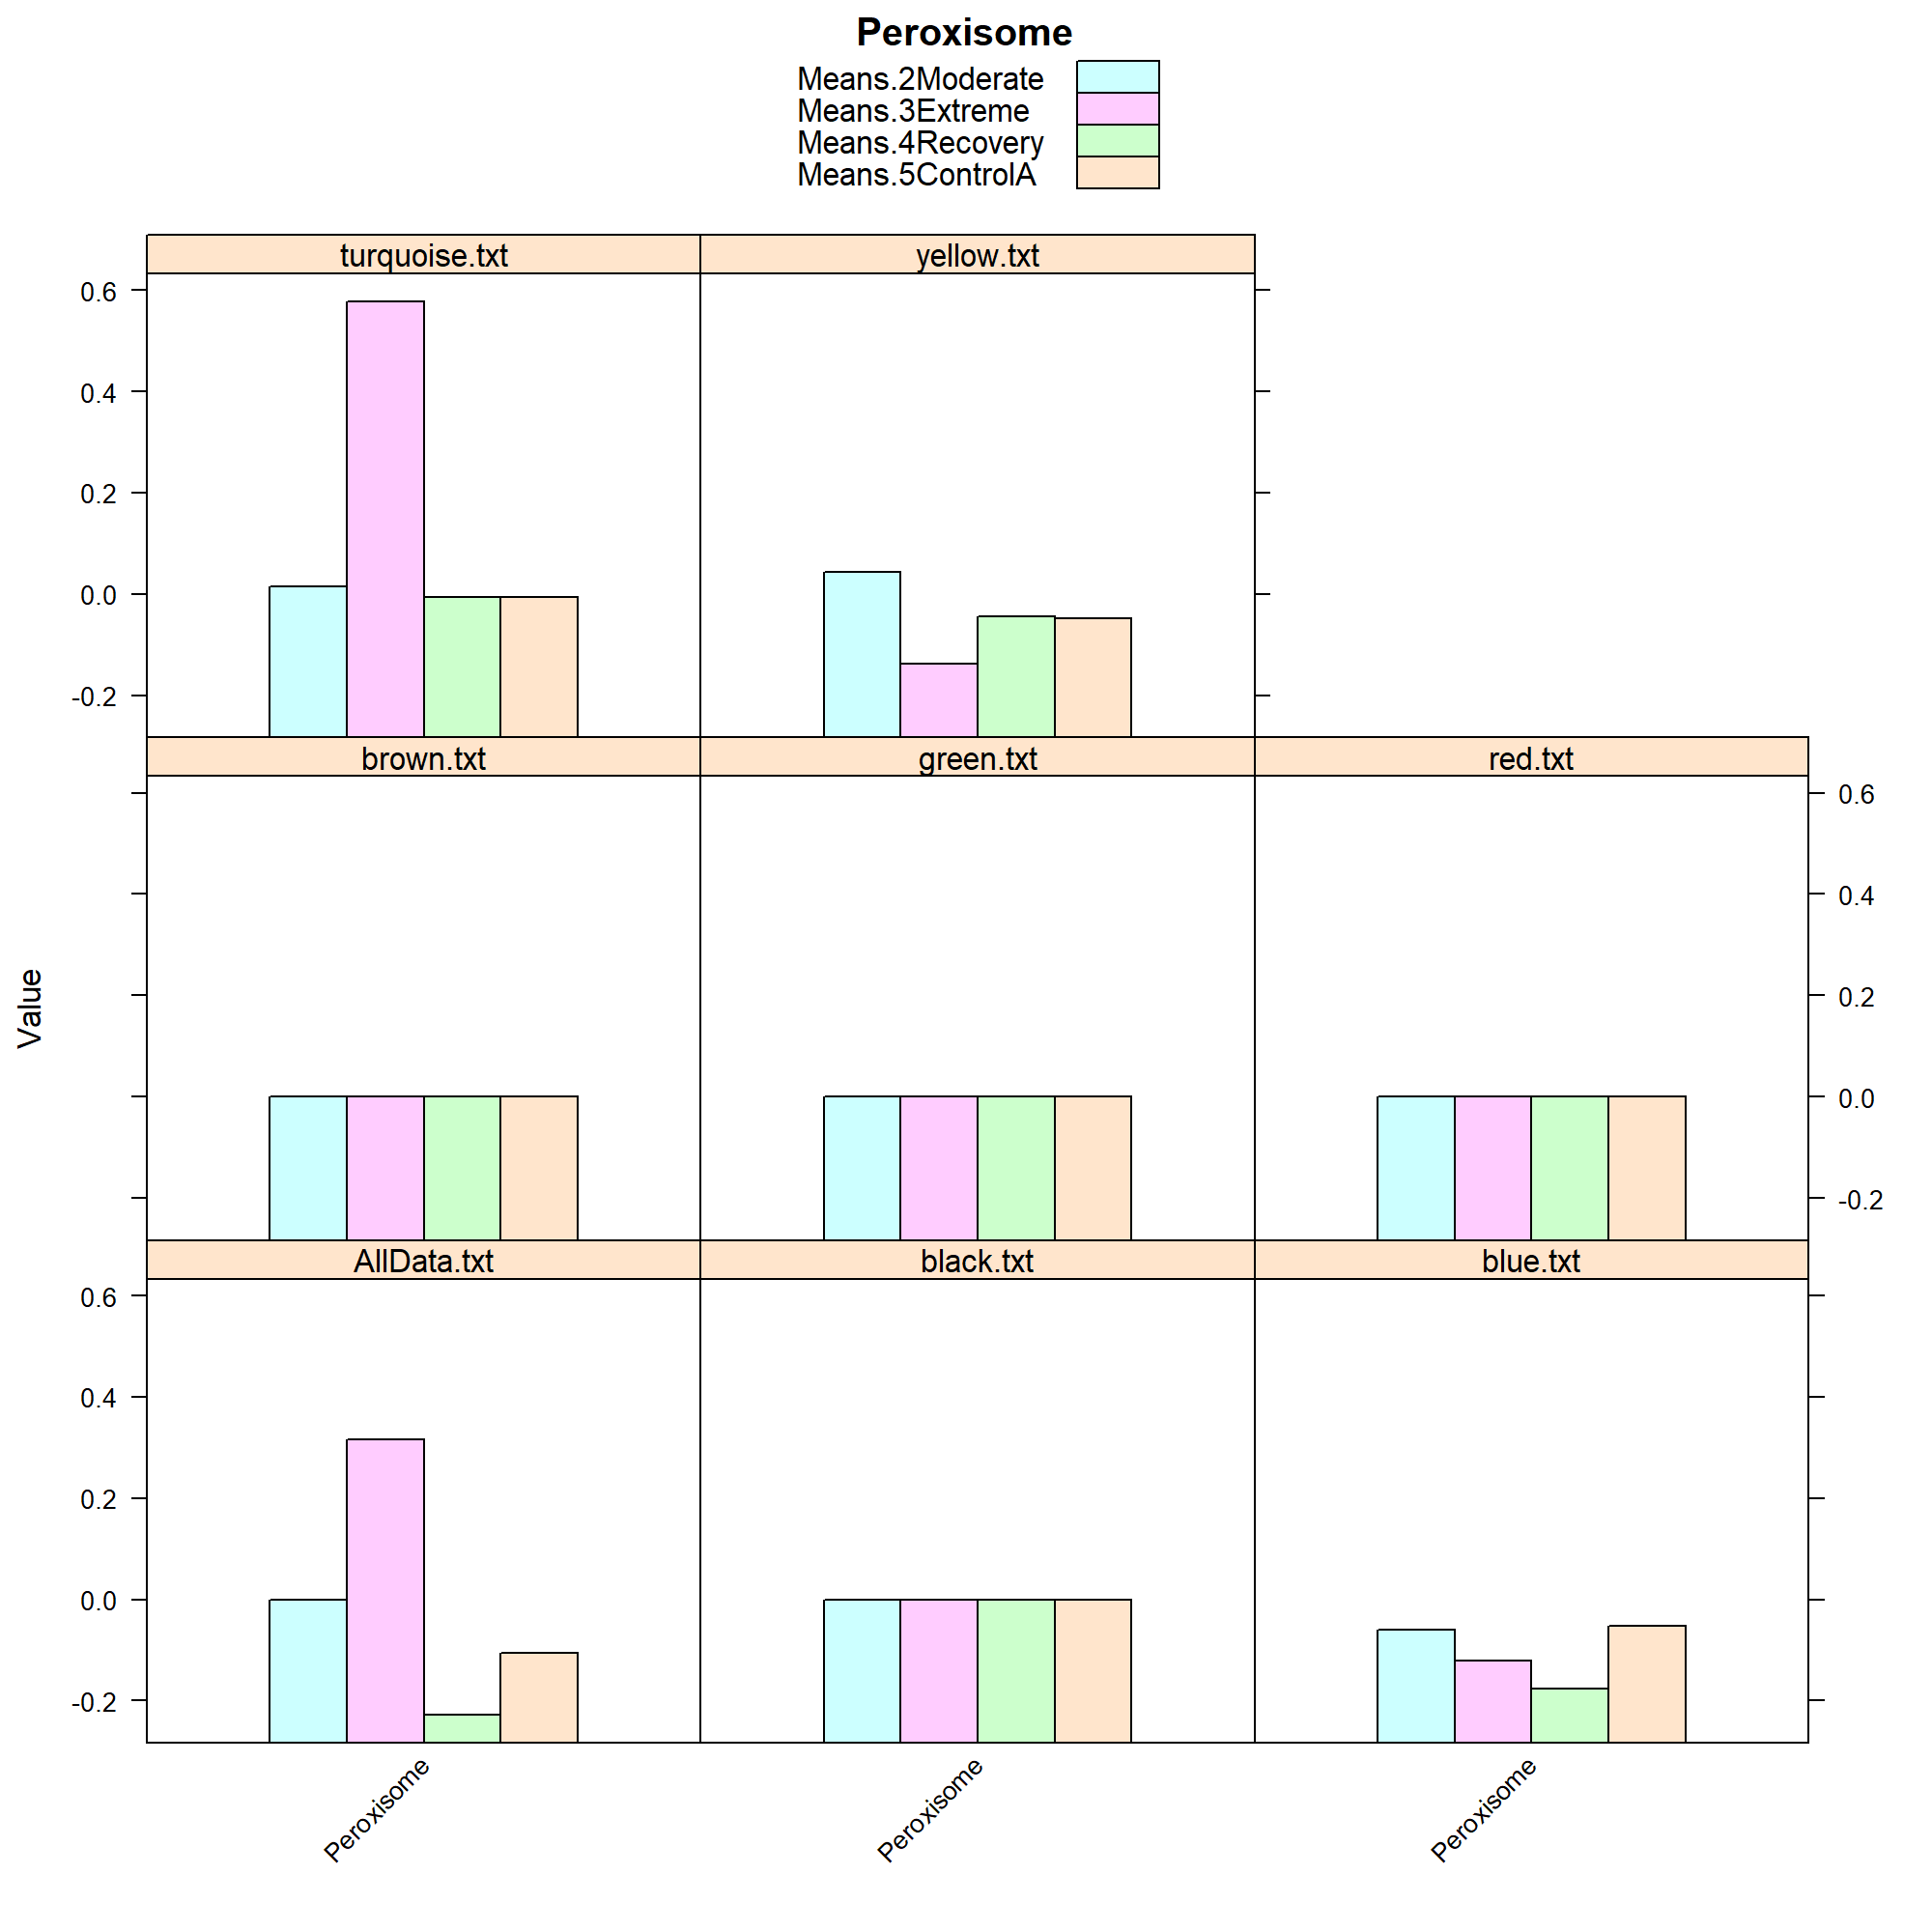 Peroxisome
Means.2Moderate
Means.3Extreme
Means.4Recovery
Means.5ControlA
turquoise.txt
yellow.txt
0.6
0.4
0.2
0.0
-0.2
brown.txt
green.txt
red.txt
0.6
0.4
0.2
0.0
-0.2
Value
AllData.txt
black.txt
blue.txt
0.6
0.4
0.2
0.0
-0.2
Peroxisome
Peroxisome
Peroxisome